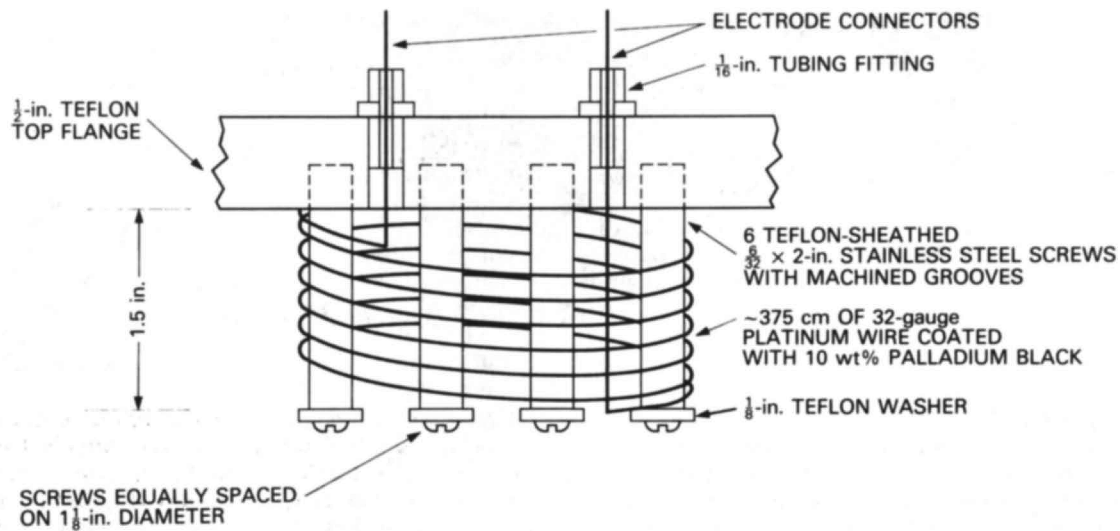 ELECTRODE CONNECTORS
1/16-in. TUBING FITTING
1/2-in. TEFLON
TOP FLANGE
6 TEFLON-SHEATHED
6/32 × 2-in. STAINLESS STEEL SCREWS
WITH MACHINED GROOVES
1.5 in.
~375 cm OF 32-gauge
PLATINUM WIRE COATED
WITH 10 wt% PALLADIUM BLACK
1/8-in. TEFLON WASHER
SCREWS EQUALLY SPACED
ON 1 1/8-in. DIAMETER